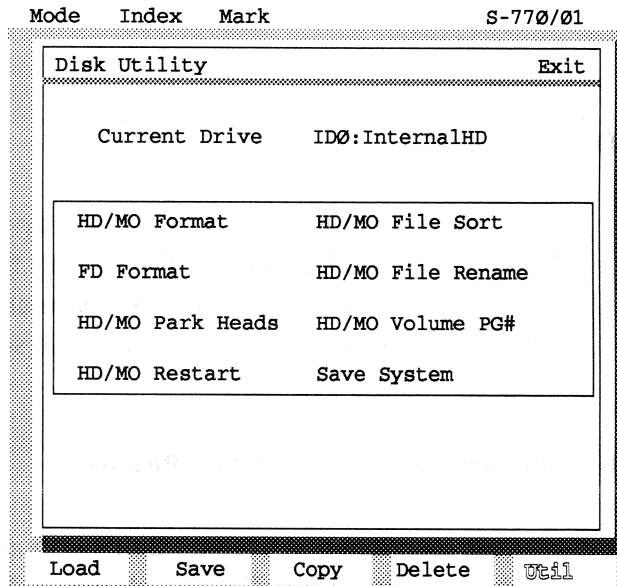 Mode Index Mark S-770/01
Disk Utility Exit
Current Drive IDØ:InternalHD
HD/MO Format HD/MO File Sort
FD Format HD/MO File Rename
HD/MO Park Heads HD/MO Volume PG#
HD/MO Restart Save System
Load Save Copy Delete Util